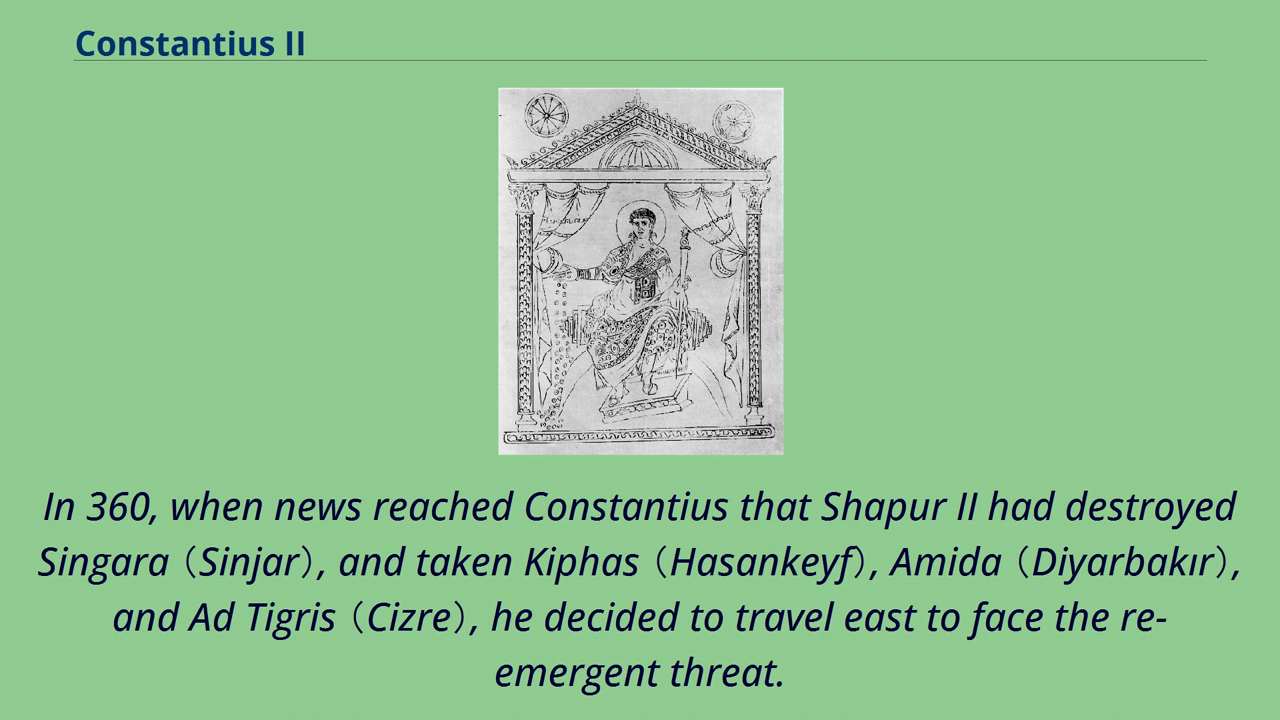 Constantius II
In 360, when news reached Constantius that Shapur II had destroyed
Singara (Sinjar), and taken Kiphas (Hasankeyf), Amida (Diyarbakır),
and Ad Tigris (Cizre), he decided to travel east to face the re-
emergent threat.